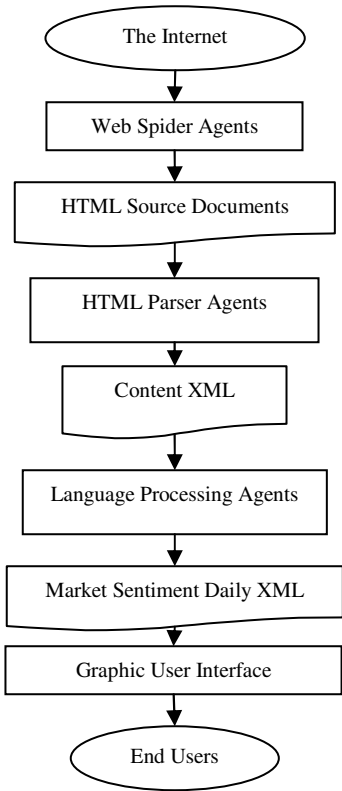 The Internet
Web Spider Agents
HTML Source Documents
HTML Parser Agents
Content XML
Language Processing Agents
Market Sentiment Daily XML
Graphic User Interface
End Users